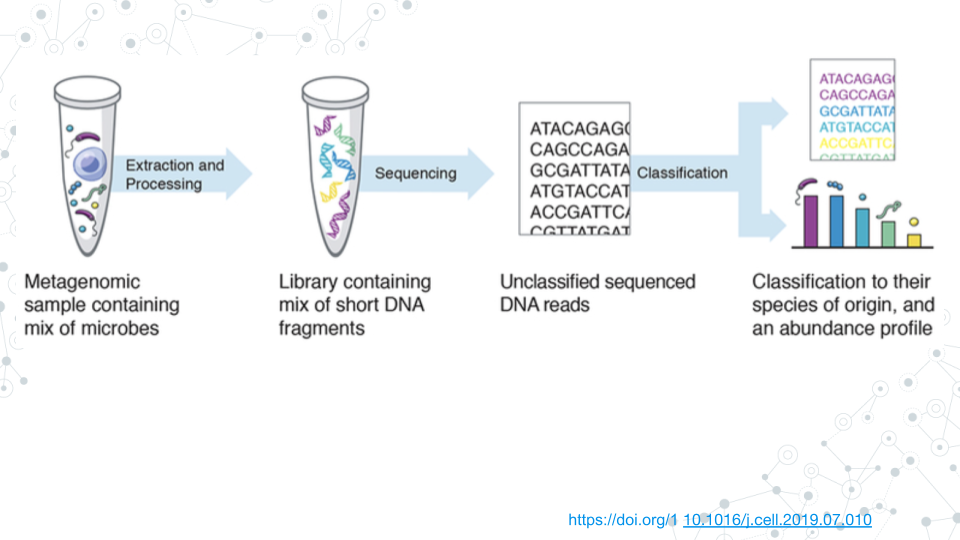 Extraction and
Processing
Sequencing
ATACAGAG
CAGCCAGA
GCGATTATA
ATGTACCAT
ACCGATTCA
CGTTATGAT
Classification
ATACAGAG
CAGCCAGA
GCGATTATA
ATGTACCAT
ACCGATTC
CGTTATGAT
Metagenomic
sample containing
mix of microbes
Library containing
mix of short DNA
fragments
Unclassified sequenced
DNA reads
Classification to their
species of origin, and
an abundance profile
https://doi.org/1 10.1016/j.cell.2019.07.010